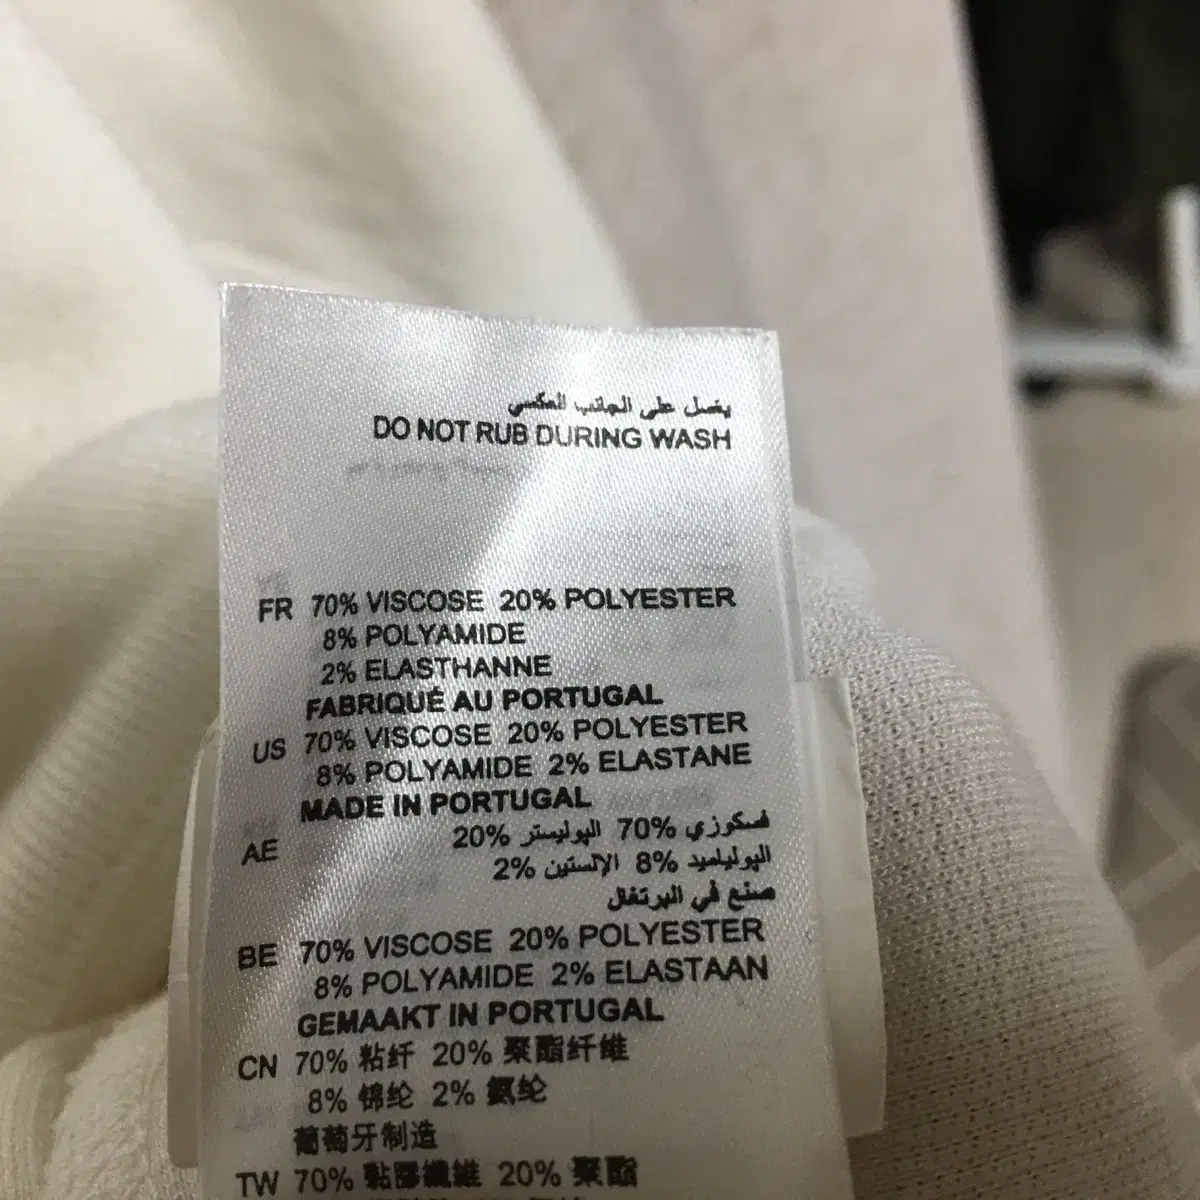 يغسل على الجانب العكسي
DO NOT RUB DURING WASH
FR 70% VISCOSE 20% POLYESTER
8% POLYAMIDE
2% ELASTHANNE
FABRIQUÉ AU PORTUGAL
US 70% VISCOSE 20% POLYESTER
8% POLYAMIDE 2% ELASTANE
MADE IN PORTUGAL
AE فسكوزي 70% البوليستر 20%
البولياميد 8% الإلستين 2%
صنع في البرتغال
BE 70% VISCOSE 20% POLYESTER
8% POLYAMIDE 2% ELASTAAN
GEMAAKT IN PORTUGAL
CN 70% 粘纤 20% 聚酯纤维
8% 锦纶 2% 氨纶
葡萄牙制造
TW 70% 黏膠纖維 20% 聚酯